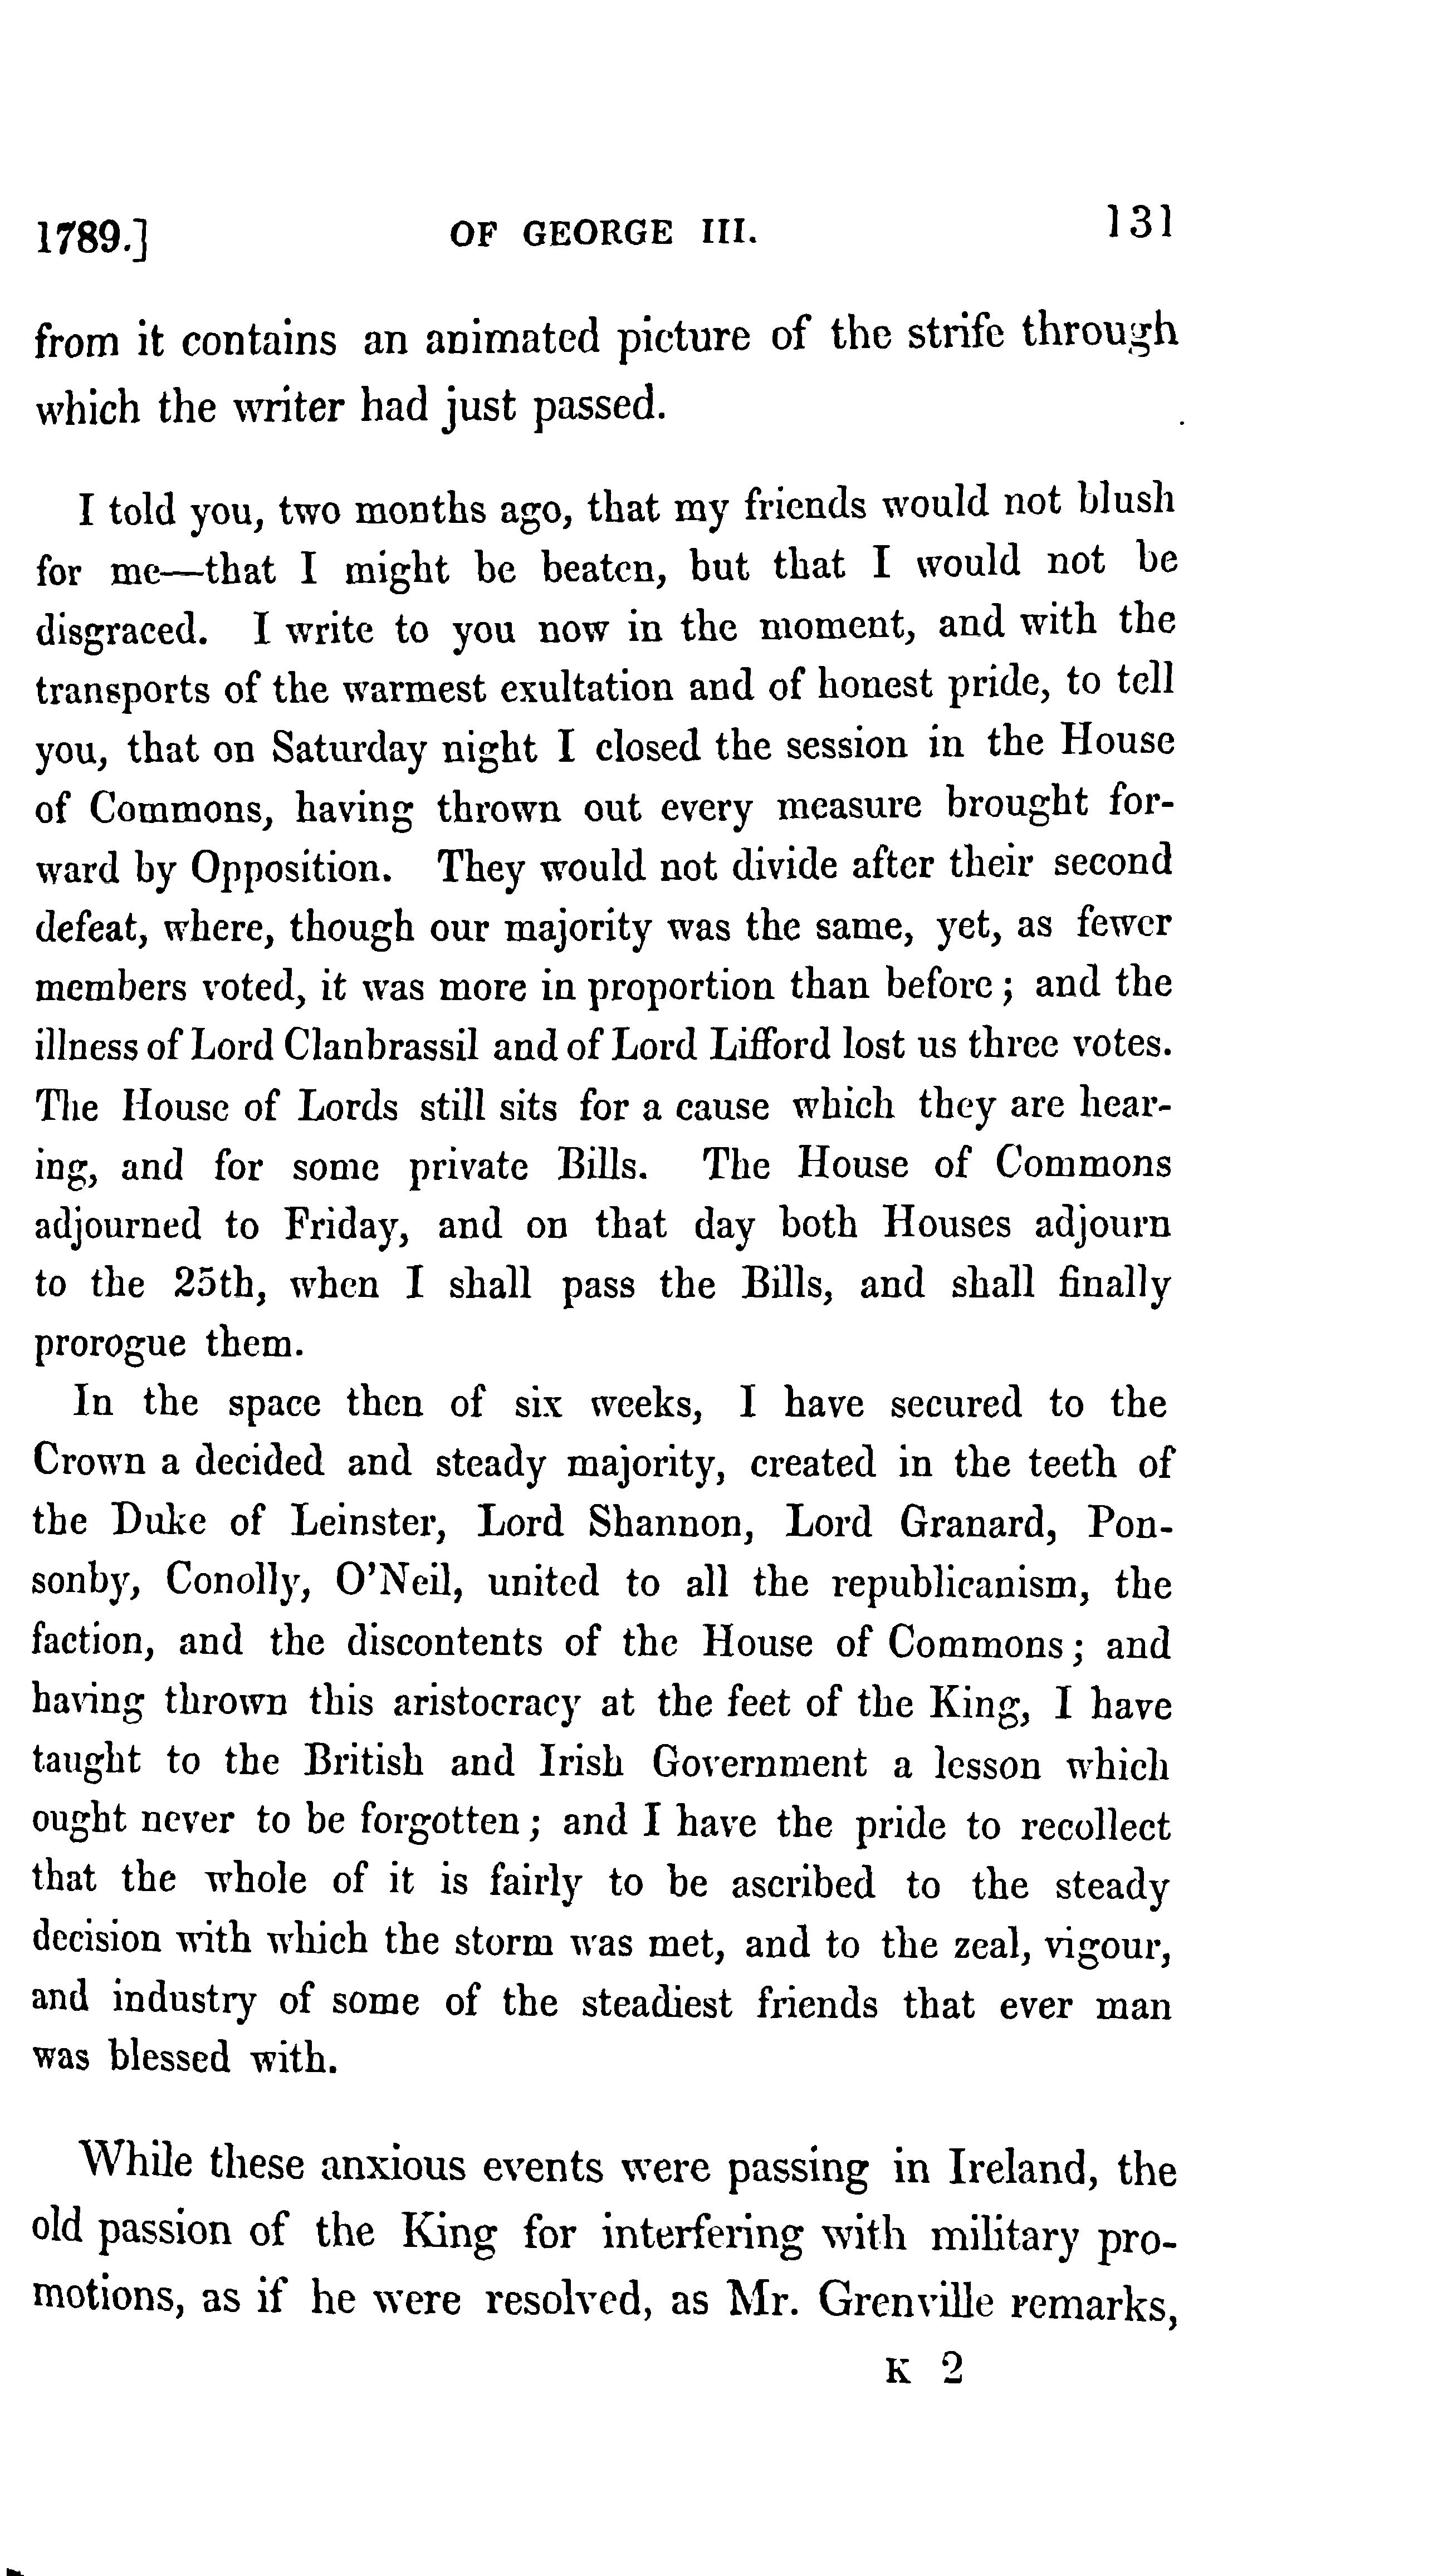 1789.] OF GEORGE III. 131
from it contains an animated picture of the strife through
which the writer had just passed.
I told you, two months ago, that my friends would not blush
for me—that I might be beaten, but that I would not be
disgraced. I write to you now in the moment, and with the
transports of the warmest exultation and of honest pride, to tell
you, that on Saturday night I closed the session in the House
of Commons, having thrown out every measure brought for-
ward by Opposition. They would not divide after their second
defeat, where, though our majority was the same, yet, as fewer
members voted, it was more in proportion than before; and the
illness of Lord Clanbrassil and of Lord Lifford lost us three votes.
The House of Lords still sits for a cause which they are hear-
ing, and for some private Bills. The House of Commons
adjourned to Friday, and on that day both Houses adjourn
to the 25th, when I shall pass the Bills, and shall finally
prorogue them.
In the space then of six weeks, I have secured to the
Crown a decided and steady majority, created in the teeth of
the Duke of Leinster, Lord Shannon, Lord Granard, Pon-
sonby, Conolly, O'Neil, united to all the republicanism, the
faction, and the discontents of the House of Commons; and
having thrown this aristocracy at the feet of the King, I have
taught to the British and Irish Government a lesson which
ought never to be forgotten; and I have the pride to recollect
that the whole of it is fairly to be ascribed to the steady
decision with which the storm was met, and to the zeal, vigour,
and industry of some of the steadiest friends that ever man
was blessed with.
While these anxious events were passing in Ireland, the
old passion of the King for interfering with military pro-
motions, as if he were resolved, as Mr. Grenville remarks,
K 2